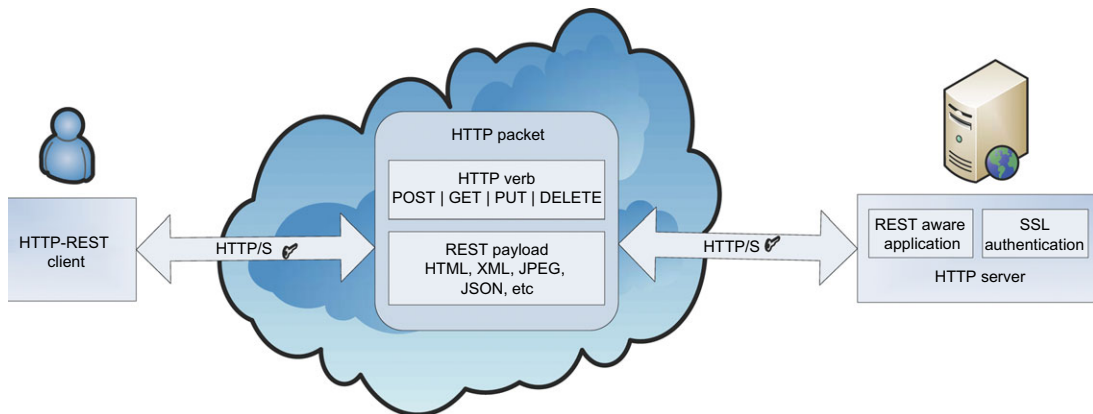 HTTP-REST
client
HTTP/S
HTTP packet
HTTP verb
POST | GET | PUT | DELETE
REST payload
HTML, XML, JPEG,
JSON, etc
HTTP/S
REST aware
application
SSL
authentication
HTTP server